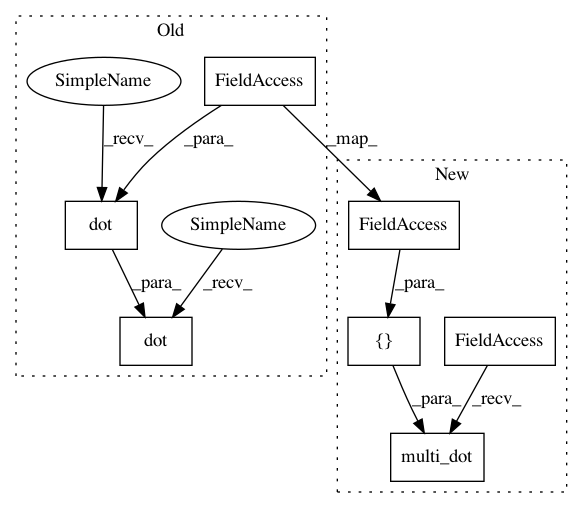 Old
SimpleName
FieldAccess
_recv_
_para_
_map_
New
dot
SimpleName
FieldAccess
_para_
_recv_
_para_
dot
{}
FieldAccess
_para_
_recv_
multi_dot